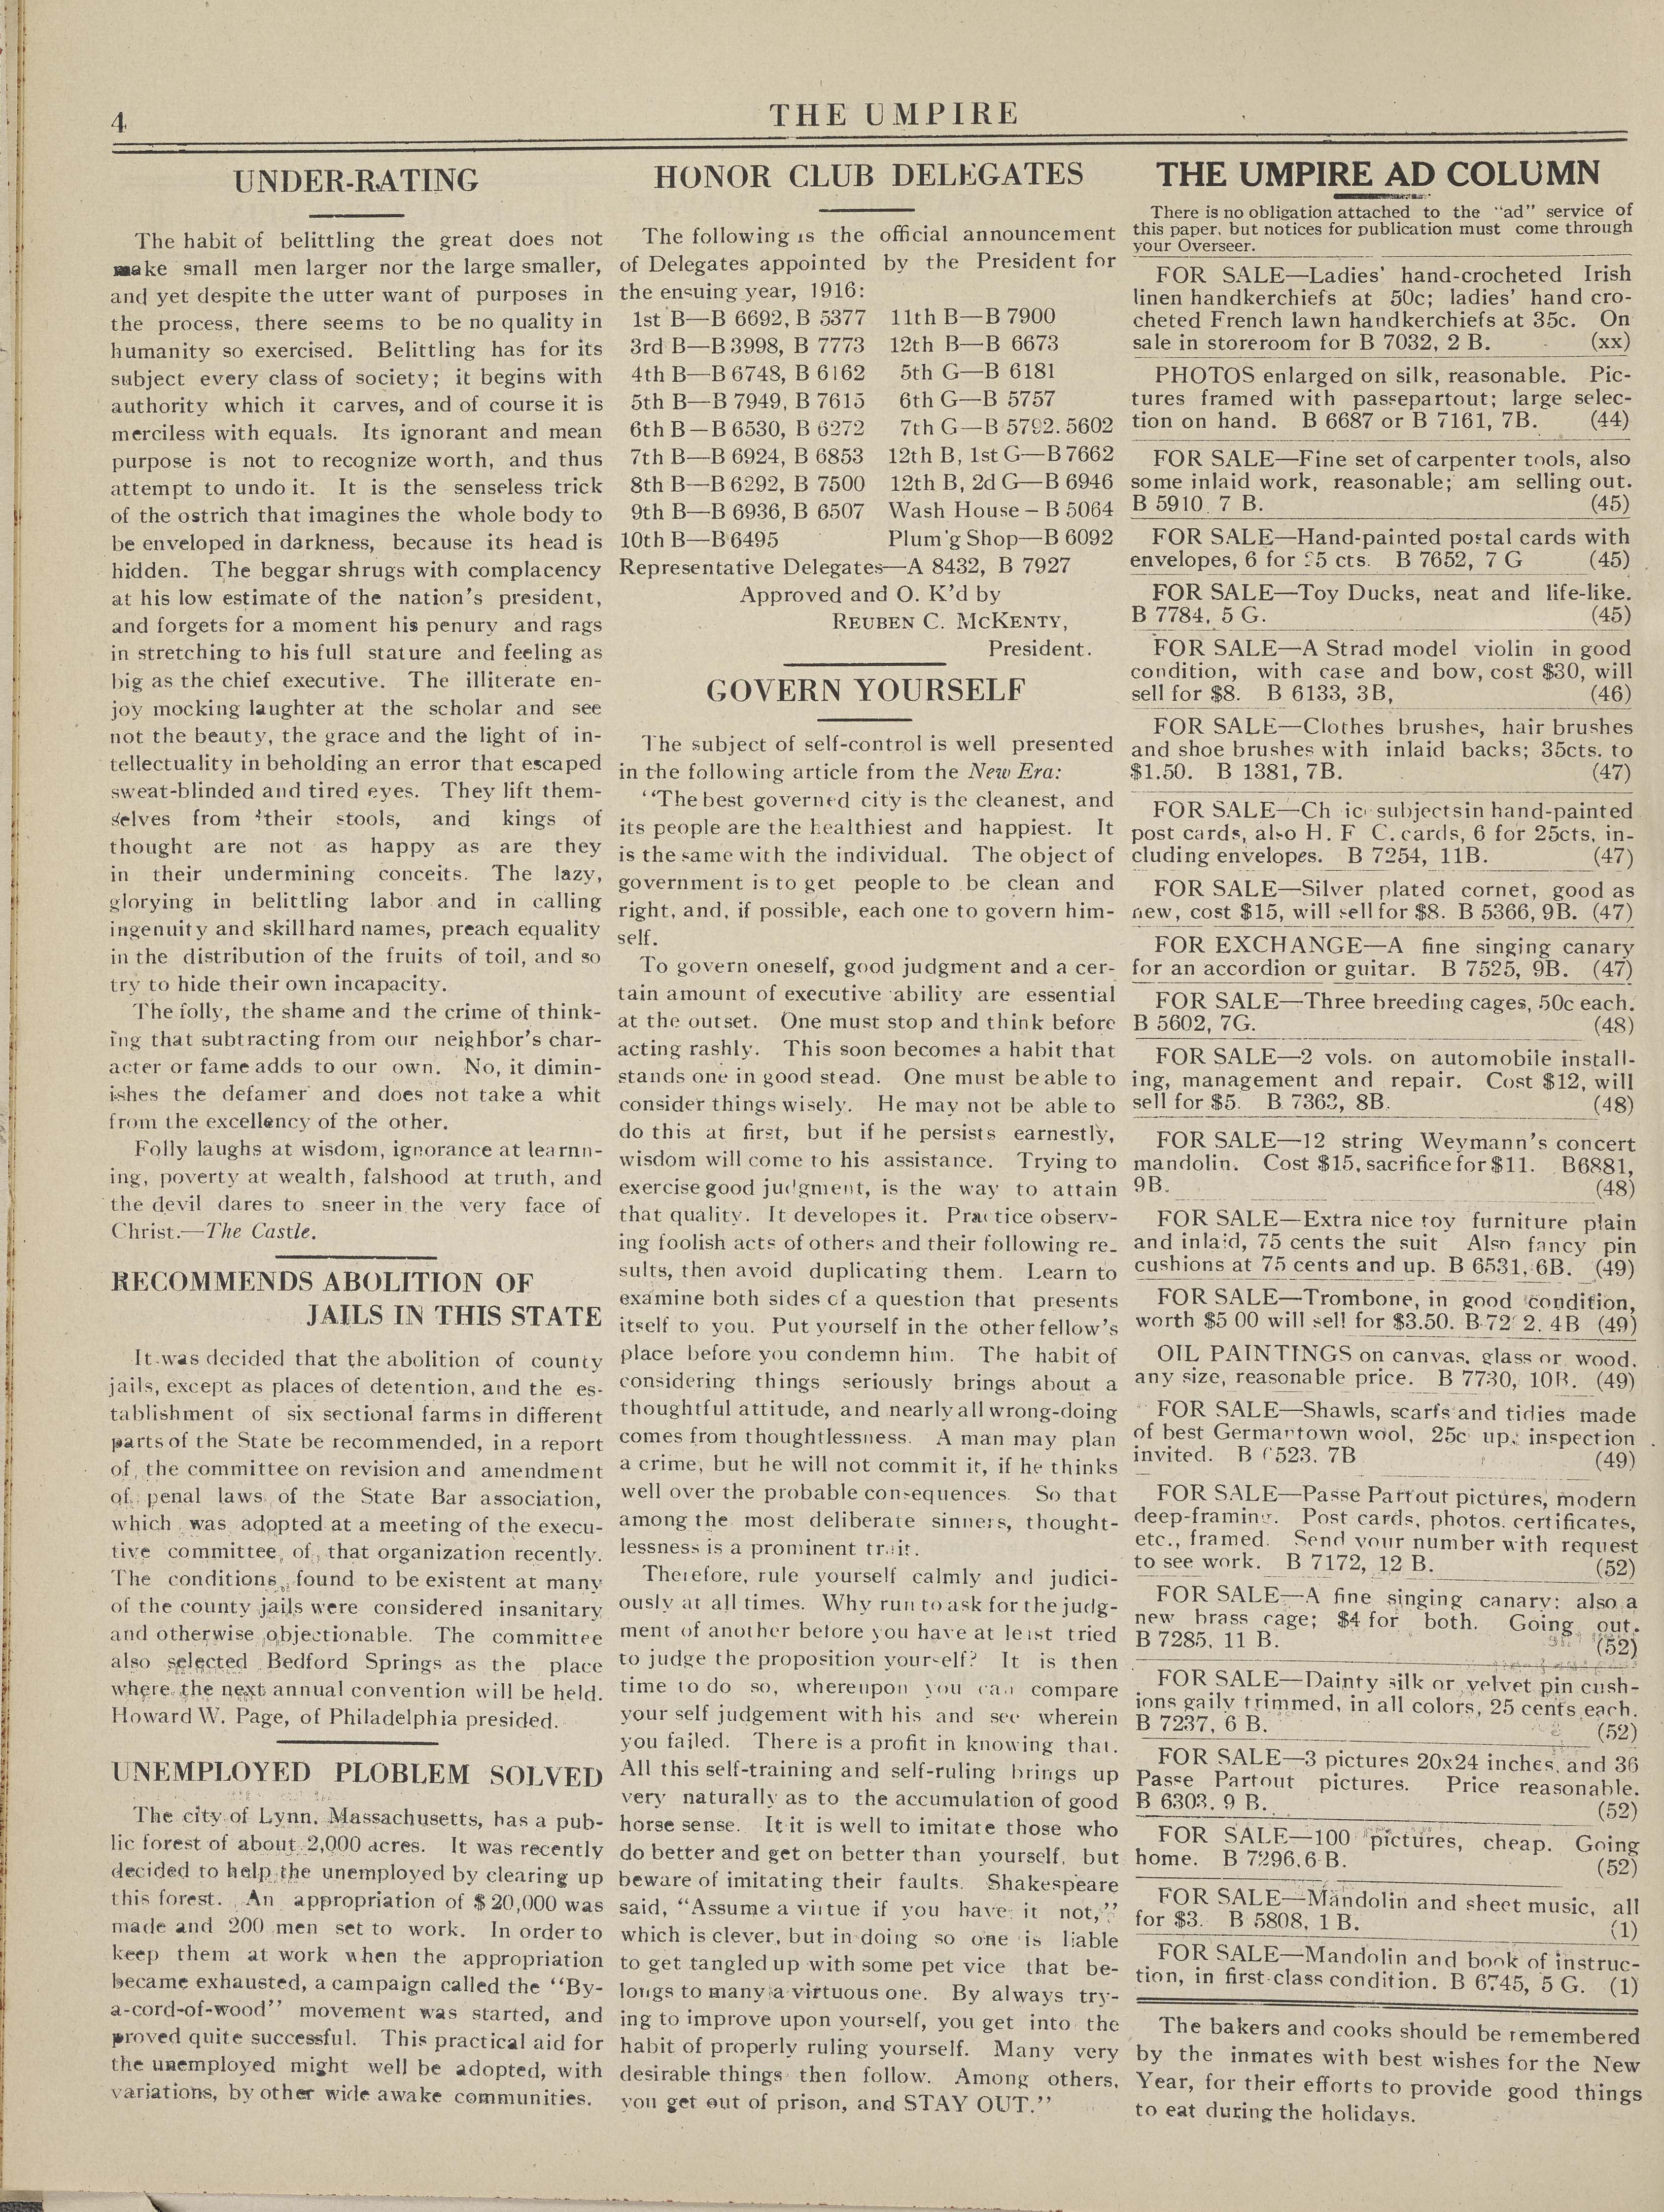 4
THE UMPIRE
UNDER-RATING
The habit of belittling the great does not
make small men larger nor the large smaller,
and yet despite the utter want of purposes in
the process, there seems to be no quality in
humanity so exercised. Belittling has for its
subject every class of society; it begins with
authority which it carves, and of course it is
merciless with equals. Its ignorant and mean
purpose is not to recognize worth, and thus
attempt to undo it. It is the senseless trick
of the ostrich that imagines the whole body to
be enveloped in darkness, because its head is
hidden. The beggar shrugs with complacency
at his low estimate of the nation's president,
and forgets for a moment his penury and rags
in stretching to his full stature and feeling as
big as the chief executive. The illiterate en-
joy mocking laughter at the scholar and see
not the beauty, the grace and the light of in-
tellectuality in beholding an error that escaped
sweat-blinded and tired eyes. They lift them-
selves from their stools, and kings of
thought are not as happy as are they
in their undermining conceits. The lazy,
glorying in belittling labor and in calling
ingenuity and skill hard names, preach equality
in the distribution of the fruits of toil, and so
try to hide their own incapacity.
The folly, the shame and the crime of think-
ing that subtracting from our neighbor's char-
acter or fame adds to our own. No, it dimin-
ishes the defamer and does not take a whit
from the excellency of the other.
Folly laughs at wisdom, ignorance at learnn-
ing, poverty at wealth, falshood at truth, and
the devil dares to sneer in the very face of
Christ.—The Castle.
RECOMMENDS ABOLITION OF
JAILS IN THIS STATE
It was decided that the abolition of county
jails, except as places of detention, and the es-
tablishment of six sectional farms in different
parts of the State be recommended, in a report
of the committee on revision and amendment
of penal laws of the State Bar association,
which was adopted at a meeting of the execu-
tive committee of that organization recently.
The conditions found to be existent at many
of the county jails were considered insanitary
and otherwise objectionable. The committee
also selected Bedford Springs as the place
where the next annual convention will be held.
Howard W. Page, of Philadelphia presided.
UNEMPLOYED PLOBLEM SOLVED
The city of Lynn, Massachusetts, has a pub-
lic forest of about 2,000 acres. It was recently
decided to help the unemployed by clearing up
this forest. An appropriation of $20,000 was
made and 200 men set to work. In order to
keep them at work when the appropriation
became exhausted, a campaign called the "By-
a-cord-of-wood" movement was started, and
proved quite successful. This practical aid for
the unemployed might well be adopted, with
variations, by other wide awake communities.
HONOR CLUB DELEGATES
The following is the official announcement
of Delegates appointed by the President for
the ensuing year, 1916:
1st B—B 6692, B 5377 11th B—B 7900
3rd B—B 3998, B 7773 12th B—B 6673
4th B—B 6748, B 6162 5th G—B 6181
5th B—B 7949, B 7615 6th G—B 5757
6th B—B 6530, B 6272 7th G—B 5792. 5602
7th B—B 6924, B 6853 12th B, 1st G—B 7662
8th B—B 6292, B 7500 12th B, 2d G—B 6946
9th B—B 6936, B 6507 Wash House – B 5064
10th B—B 6495 Plum'g Shop—B 6092
Representative Delegates—A 8432, B 7927
Approved and O. K'd by
REUBEN C. MCKENTY,
President.
GOVERN YOURSELF
The subject of self-control is well presented
in the following article from the New Era:
"The best governed city is the cleanest, and
its people are the healthiest and happiest. It
is the same with the individual. The object of
government is to get people to be clean and
right, and, if possible, each one to govern him-
self.
To govern oneself, good judgment and a cer-
tain amount of executive ability are essential
at the outset. One must stop and think before
acting rashly. This soon becomes a habit that
stands one in good stead. One must be able to
consider things wisely. He may not be able to
do this at first, but if he persists earnestly,
wisdom will come to his assistance. Trying to
exercise good judgment, is the way to attain
that quality. It developes it. Practice observ-
ing foolish acts of others and their following re-
sults, then avoid duplicating them. Learn to
examine both sides of a question that presents
itself to you. Put yourself in the other fellow's
place before you condemn him. The habit of
considering things seriously brings about a
thoughtful attitude, and nearly all wrong-doing
comes from thoughtlessness. A man may plan
a crime, but he will not commit it, if he thinks
well over the probable consequences. So that
among the most deliberate sinners, thought-
lessness is a prominent trait.
Therefore, rule yourself calmly and judici-
ously at all times. Why run to ask for the judg-
ment of another before you have at least tried
to judge the proposition yourself? It is then
time to do so, whereupon you can compare
your self judgement with his and see wherein
you failed. There is a profit in knowing that.
All this self-training and self-ruling brings up
very naturally as to the accumulation of good
horse sense. It it is well to imitate those who
do better and get on better than yourself, but
beware of imitating their faults. Shakespeare
said, "Assume a virtue if you have it not,"
which is clever, but in doing so one is liable
to get tangled up with some pet vice that be-
longs to many a virtuous one. By always try-
ing to improve upon yourself, you get into the
habit of properly ruling yourself. Many very
desirable things then follow. Among others,
you get out of prison, and STAY OUT."
THE UMPIRE AD COLUMN
There is no obligation attached to the "ad" service of
this paper, but notices for publication must come through
your Overseer.
FOR SALE—Ladies' hand-crocheted Irish
linen handkerchiefs at 50c; ladies' hand cro-
cheted French lawn handkerchiefs at 35c. On
sale in storeroom for B 7032, 2 B. (xx)
PHOTOS enlarged on silk, reasonable. Pic-
tures framed with passepartout; large selec-
tion on hand. B 6687 or B 7161, 7B. (44)
FOR SALE—Fine set of carpenter tools, also
some inlaid work, reasonable; am selling out.
B 5910 7 B. (45)
FOR SALE—Hand-painted postal cards with
envelopes, 6 for 25 cts. B 7652, 7 G (45)
FOR SALE—Toy Ducks, neat and life-like.
B 7784, 5 G. (45)
FOR SALE—A Strad model violin in good
condition, with case and bow, cost $30, will
sell for $8. B 6133, 3B, (46)
FOR SALE—Clothes brushes, hair brushes
and shoe brushes with inlaid backs; 35cts. to
$1.50. B 1381, 7B. (47)
FOR SALE—Ch ic subjects in hand-painted
post cards, also H. F C. cards, 6 for 25cts, in-
cluding envelopes. B 7254, 11B. (47)
FOR SALE—Silver plated cornet, good as
new, cost $15, will sell for $8. B 5366, 9B. (47)
FOR EXCHANGE—A fine singing canary
for an accordion or guitar. B 7525, 9B. (47)
FOR SALE—Three breeding cages, 50c each.
B 5602, 7G. (48)
FOR SALE—2 vols. on automobile install-
ing, management and repair. Cost $12, will
sell for $5. B 7363, 8B. (48)
FOR SALE—12 string Weymann's concert
mandolin. Cost $15, sacrifice for $11. B6881,
9B. (48)
FOR SALE—Extra nice toy furniture plain
and inlaid, 75 cents the suit Also fancy pin
cushions at 75 cents and up. B 6531, 6B. (49)
FOR SALE—Trombone, in good condition,
worth $5 00 will sell for $3.50. 4B (49)
OIL PAINTINGS on canvas, glass or wood,
any size, reasonable price. B 7730, 10B. (49)
FOR SALE—Shawls, scarfs and tidies made
of best Germantown wool, 25c up; inspection
invited. B 6523. 7B (49)
FOR SALE—Passe Partout pictures, modern
deep-framing. Post cards, photos. certificates,
etc., framed. Send your number with request
to see work. B 7172, 12 B. (52)
FOR SALE—A fine singing canary: also a
new brass cage; $4 for both. Going out.
B 7285, 11 B. (52)
FOR SALE—Dainty silk or velvet pin cush-
ions gaily trimmed, in all colors, 25 cents each.
B 7237, 6 B. (52)
FOR SALE—3 pictures 20x24 inches, and 36
Passe Partout pictures. Price reasonable.
B 6303, 9 B. (52)
FOR SALE—100 pictures, cheap. Going
home. B 7296, 6 B. (52)
FOR SALE—Mandolin and sheet music, all
for $3. B 5808, 1 B. (1)
FOR SALE—Mandolin and book of instruc-
tion, in first-class condition. B 6745, 5 G. (1)
The bakers and cooks should be remembered
by the inmates with best wishes for the New
Year, for their efforts to provide good things
to eat during the holidays.